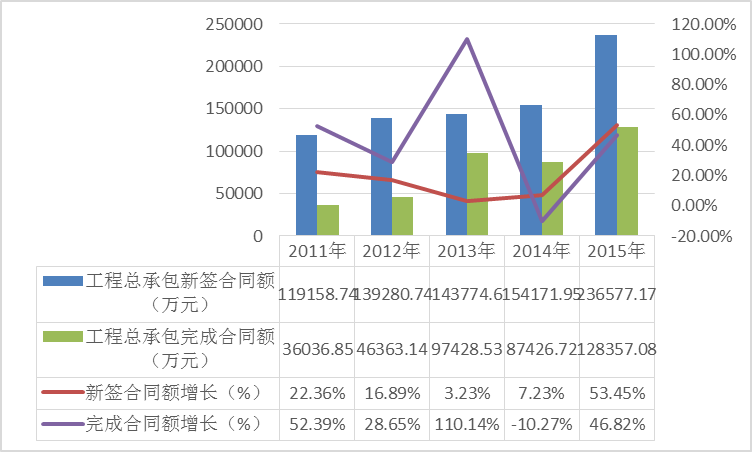 250000
200000
150000
100000
50000
0
120.00%
100.00%
80.00%
60.00%
40.00%
20.00%
0.00%
-20.00%
2011年 2012年 2013年 2014年 2015年
工程总承包新签合同额
（万元）
119158.74 139280.74 143774.6 154171.95 236577.17
工程总承包完成合同额
（万元）
36036.85 46363.14 97428.53 87426.72 128357.08
新签合同额增长（%） 22.36% 16.89% 3.23% 7.23% 53.45%
完成合同额增长（%） 52.39% 28.65% 110.14% -10.27% 46.82%